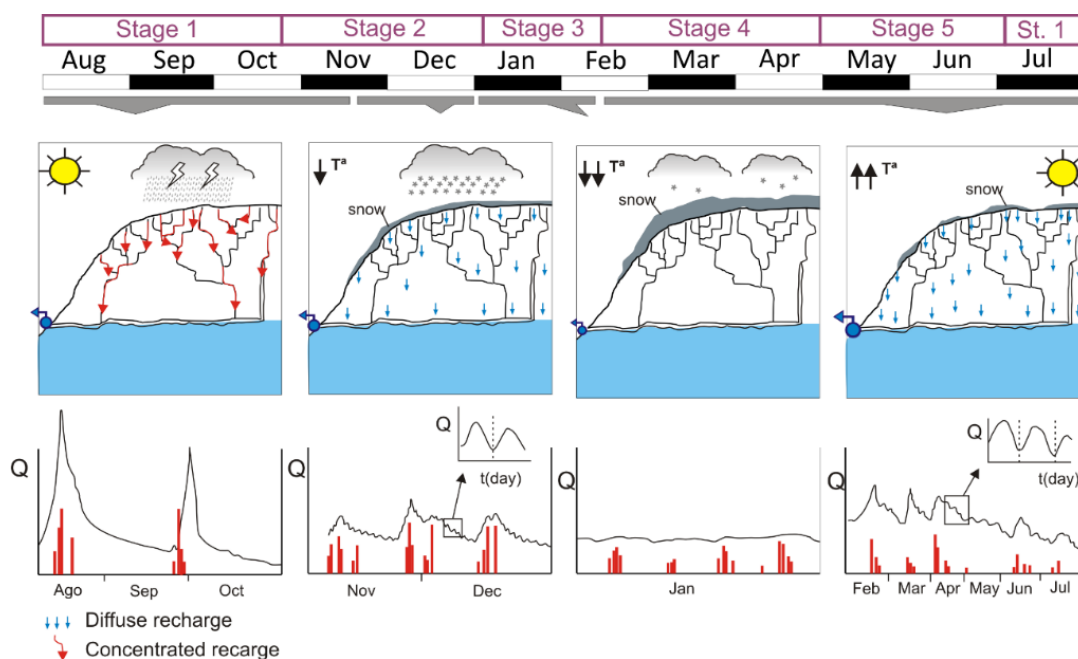 Stage 1 Stage 2 Stage 3 Stage 4 Stage 5 St. 1
Aug Sep Oct Nov Dec Jan Feb Mar Apr May Jun Jul
Tª Tª Tª
snow snow snow
Q t(day) Q t(day)
Q Q Q Q
Ago Sep Oct Nov Dec Jan Feb Mar Apr May Jun Jul
Diffuse recharge
Concentrated recarge